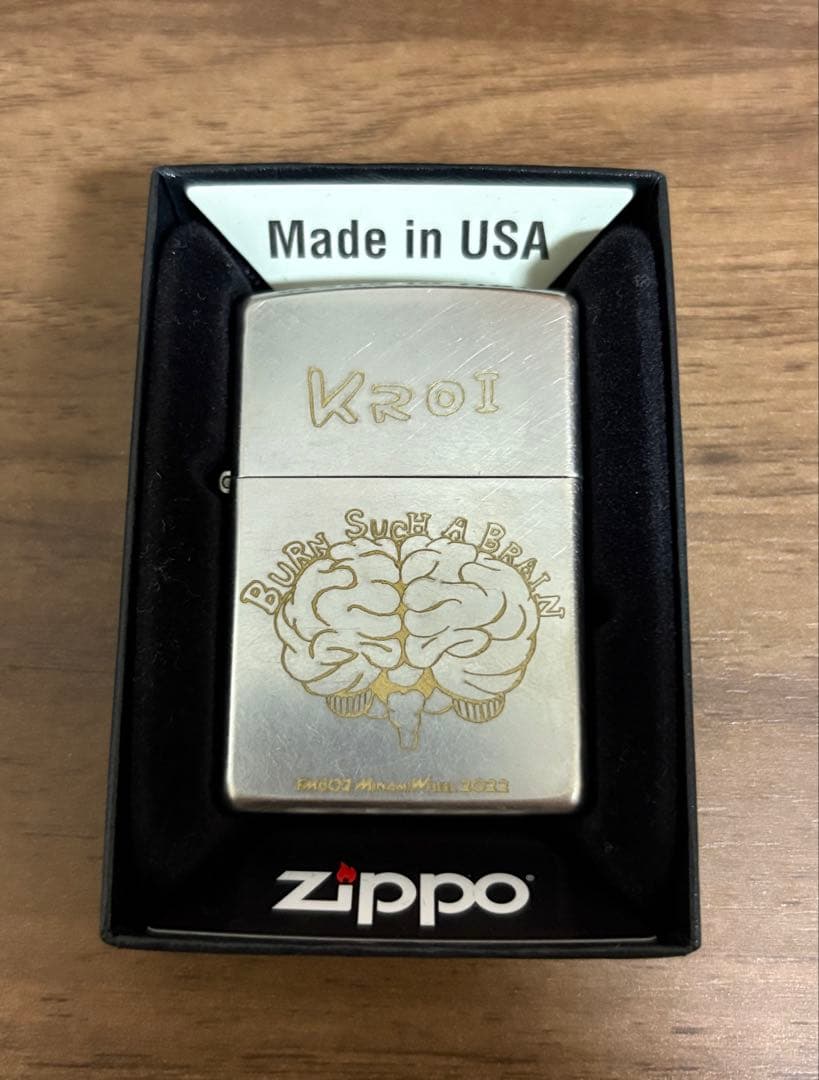 Made in USA
KROI
BURN SUCH A BRAIN
FM802 MINAMI WHEEL 2022
zippo